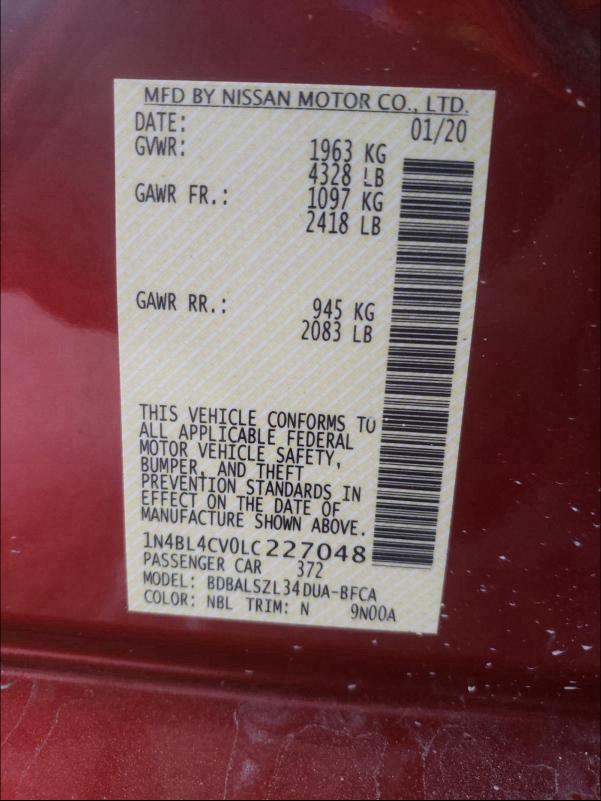 MFD BY NISSAN MOTOR CO., LTD.
DATE: 01/20
GVWR: 1963 KG
4328 LB
GAWR FR.: 1097 KG
2418 LB
GAWR RR.: 945 KG
2083 LB
THIS VEHICLE CONFORMS TO
ALL APPLICABLE FEDERAL
MOTOR VEHICLE SAFETY,
BUMPER, AND THEFT
PREVENTION STANDARDS IN
EFFECT ON THE DATE OF
MANUFACTURE SHOWN ABOVE.
1N4BL4CV0LC227048
PASSENGER CAR 372
MODEL: BDBALSZL34DUA-BFCA
COLOR: NBL TRIM: N 9N00A